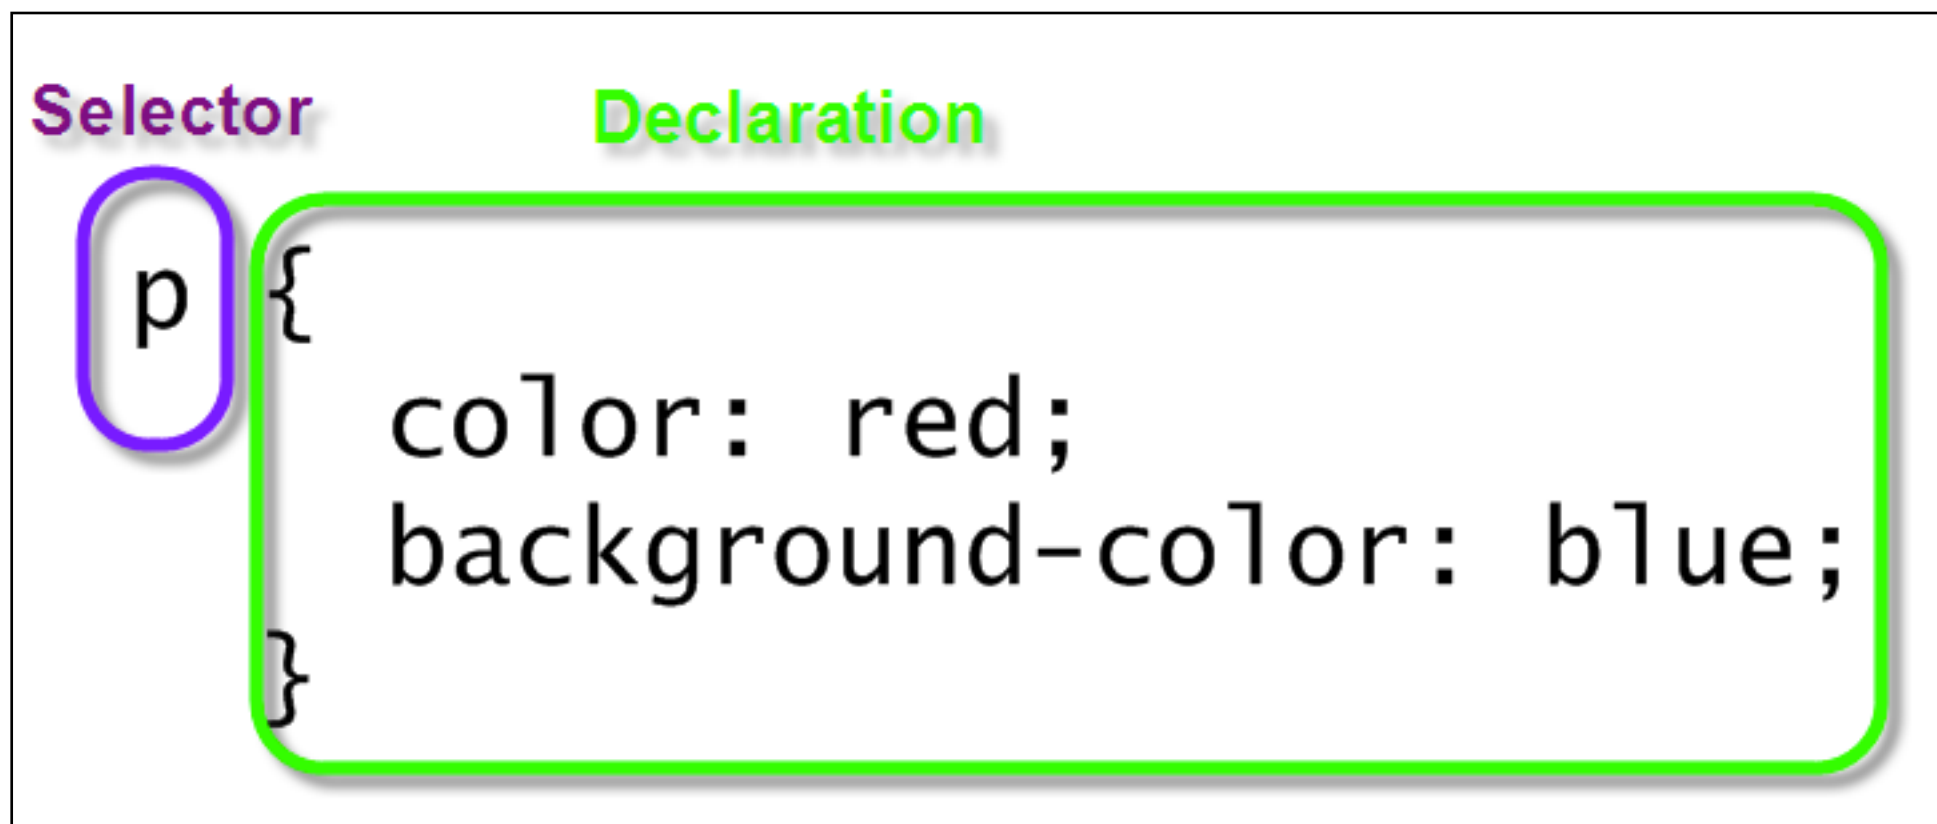 Selector Declaration
p {
color: red;
background-color: blue;
}